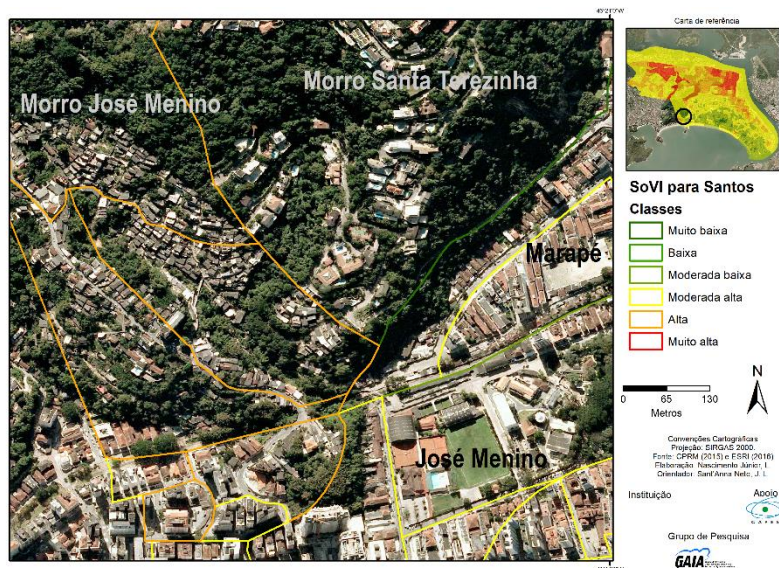 Morro José Menino
Morro Santa Terezinha
Marapé
José Menino
Carta de referência
SoVI para Santos
Classes
Muito baixa
Baixa
Moderada baixa
Moderada alta
Alta
Muito alta
N
0 65 130
Metros
Convenções Cartográficas
Projeção: SIRGAS 2000.
Fonte: CPRM (2015) e ESRI (2016)
Elaboração: Nascimento Júnior, L.
Orientador: Sant'Anna Neto, J. L.
Instituição
Apoio
Grupo de Pesquisa
GAIA